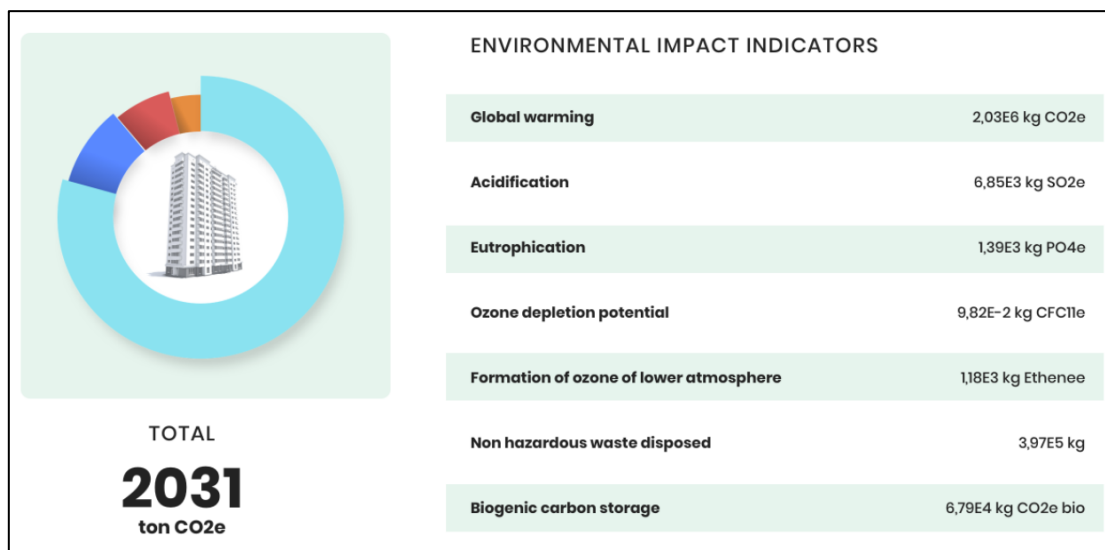 ENVIRONMENTAL IMPACT INDICATORS
Global warming 2,03E6 kg CO2e
Acidification 6,85E3 kg SO2e
Eutrophication 1,39E3 kg PO4e
Ozone depletion potential 9,82E-2 kg CFC11e
Formation of ozone of lower atmosphere 1,18E3 kg Ethenee
Non hazardous waste disposed 3,97E5 kg
Biogenic carbon storage 6,79E4 kg CO2e bio
TOTAL
2031
ton CO2e